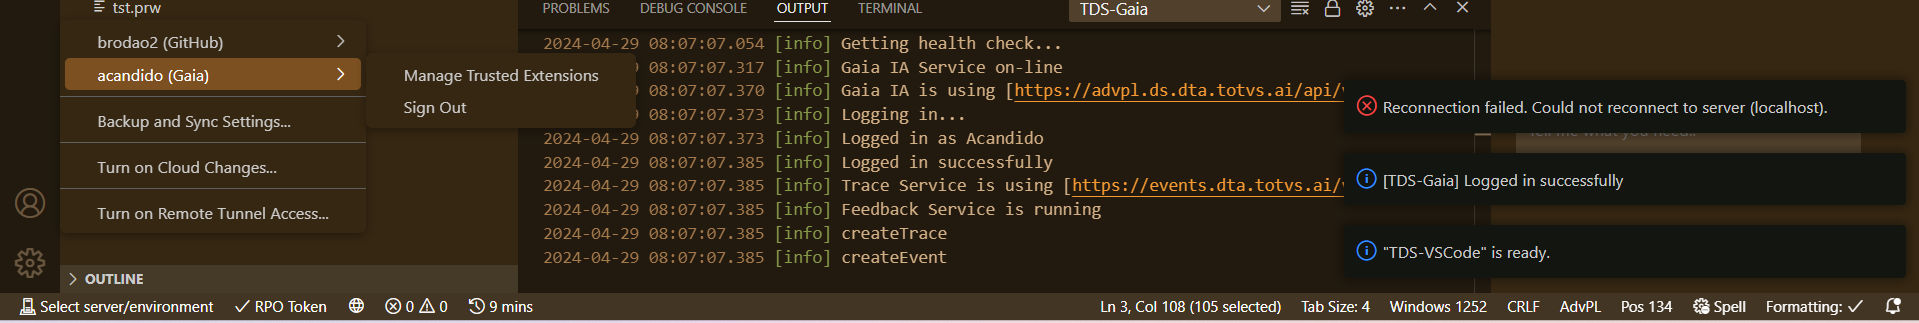 tst.prw
PROBLEMS DEBUG CONSOLE OUTPUT TERMINAL TDS-Gaia
brodao2 (GitHub)
acandido (Gaia)
Manage Trusted Extensions
Sign Out
Backup and Sync Settings...
Turn on Cloud Changes...
Turn on Remote Tunnel Access...
OUTLINE
2024-04-29 08:07:07.054 [info] Getting health check...
08:07:07.317 [info] Gaia IA Service on-line
08:07:07.370 [info] Gaia IA is using [https://advpl.ds.dta.totvs.ai/api/
08:07:07.373 [info] Logging in...
2024-04-29 08:07:07.373 [info] Logged in as Acandido
2024-04-29 08:07:07.385 [info] Logged in successfully
2024-04-29 08:07:07.385 [info] Trace Service is using [https://events.dta.totvs.ai/
2024-04-29 08:07:07.385 [info] Feedback Service is running
2024-04-29 08:07:07.385 [info] createTrace
2024-04-29 08:07:07.385 [info] createEvent
Reconnection failed. Could not reconnect to server (localhost).
Tell me what you need..
[TDS-Gaia] Logged in successfully
"TDS-VSCode" is ready.
Select server/environment RPO Token 0 0 9 mins Ln 3, Col 108 (105 selected) Tab Size: 4 Windows 1252 CRLF AdvPL Pos 134 Spell Formatting: